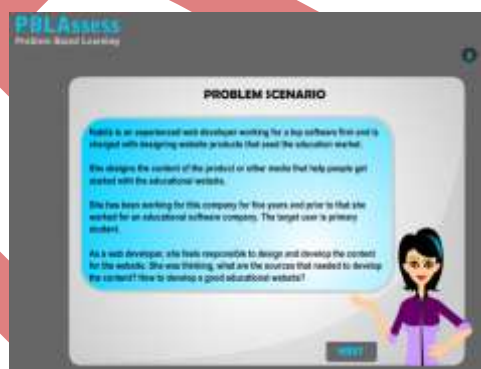 PBLAssess
Problem Based Learning
PROBLEM SCENARIO
is an experienced web developer working for a top software firm and is
charged with designing website products that the education market.
She designs the content of the product or other media that help people get
started with the educational website.
She has been working for this company for five years and prior to that she
worked for an educational software company. The target user is primary
student.
As a web developer, she feels responsible to design and develop the content
for the website. She was thinking, what are the sources that needed to develop
the content? How to develop a good educational website?
NEXT